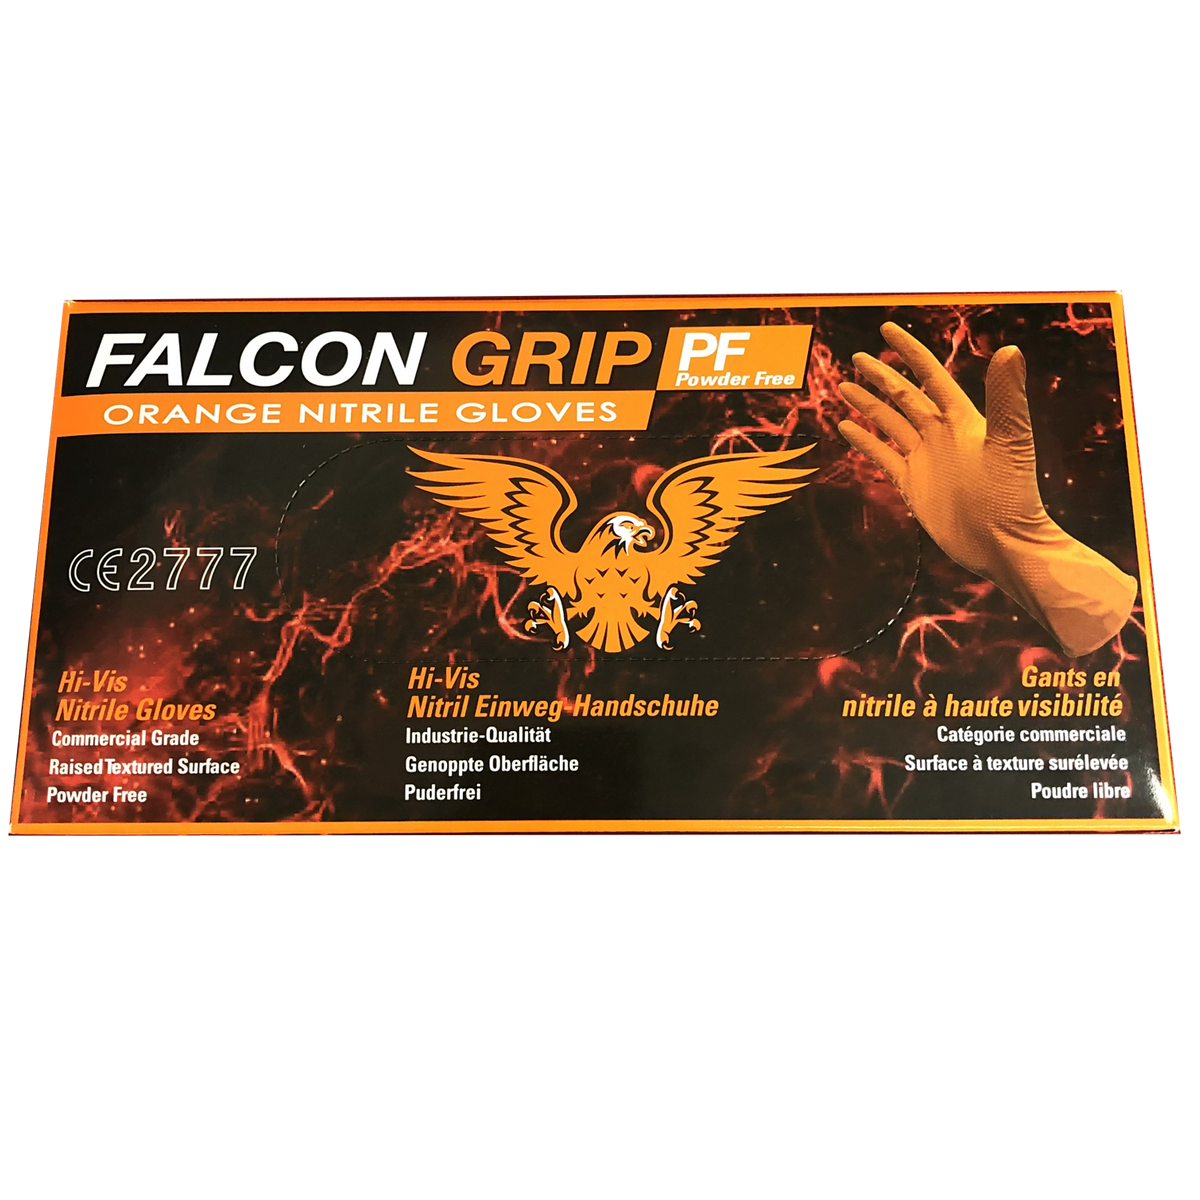 FALCON GRIP PF
Powder Free
ORANGE NITRILE GLOVES
CE2777
Hi-Vis
Nitrile Gloves
Commercial Grade
Raised Textured Surface
Powder Free
Hi-Vis
Nitril Einweg-Handschuhe
Industrie-Qualität
Genoppte Oberfläche
Puderfrei
Gants en
nitrile à haute visibilité
Catégorie commerciale
Surface à texture surélevée
Poudre libre